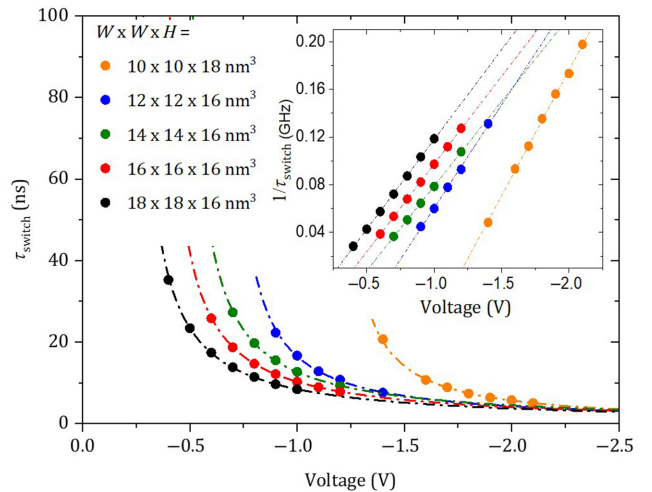 W x W x H =
10 x 10 x 18 nm³
12 x 12 x 16 nm³
14 x 14 x 16 nm³
16 x 16 x 16 nm³
18 x 18 x 16 nm³
100
80
60
40
20
0
τswitch (ns)
0.0 −0.5 −1.0 −1.5 −2.0 −2.5
Voltage (V)
0.20
0.16
0.12
0.08
0.04
1/τswitch (GHz)
−0.5 −1.0 −1.5 −2.0
Voltage (V)